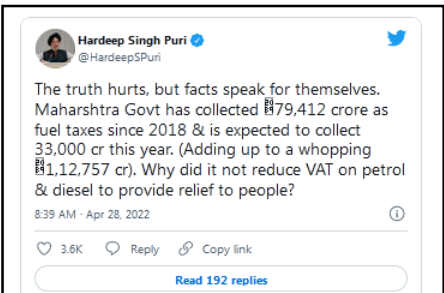 Hardeep Singh Puri
@HardeepSPuri
The truth hurts, but facts speak for themselves.
Maharshtra Govt has collected 79,412 crore as
fuel taxes since 2018 & is expected to collect
33,000 cr this year. (Adding up to a whopping
1,12,757 cr). Why did it not reduce VAT on petrol
& diesel to provide relief to people?
8:39 AM · Apr 28, 2022
3.6K Reply Copy link
Read 192 replies